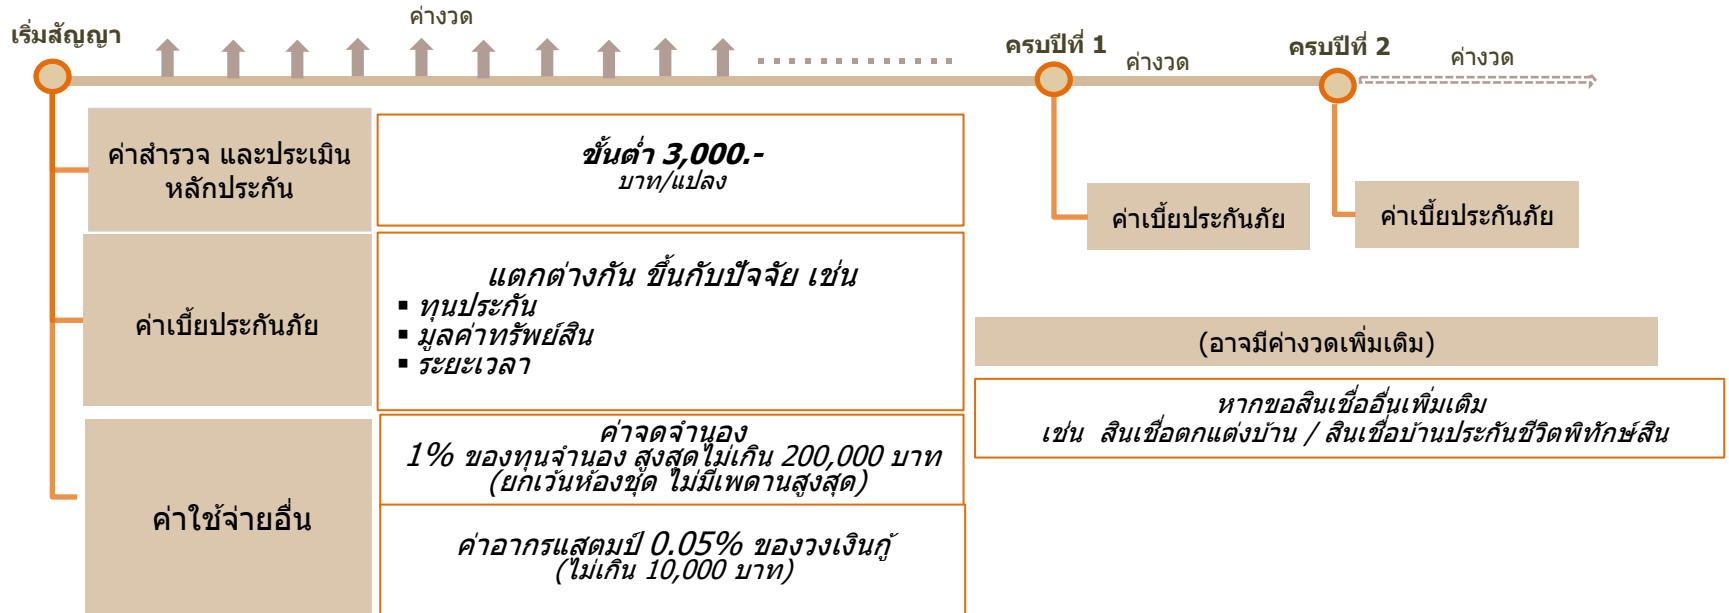 ค่างวด
เริ่มสัญญา
ครบปีที่ 1
ค่างวด
ครบปีที่ 2
ค่างวด
ค่าสำรวจ และประเมิน
หลักประกัน
ขั้นต่ำ 3,000.-
บาท/แปลง
ค่าเบี้ยประกันภัย
ค่าเบี้ยประกันภัย
ค่าเบี้ยประกันภัย
แตกต่างกัน ขึ้นกับปัจจัย เช่น
▪ ทุนประกัน
▪ มูลค่าทรัพย์สิน
▪ ระยะเวลา
(อาจมีค่างวดเพิ่มเติม)
หากขอสินเชื่ออื่นเพิ่มเติม
เช่น สินเชื่อตกแต่งบ้าน / สินเชื่อบ้านประกันชีวิตพิทักษ์สิน
ค่าใช้จ่ายอื่น
ค่าจดจำนอง
1% ของทุนจำนอง สูงสุดไม่เกิน 200,000 บาท
(ยกเว้นห้องชุด ไม่มีเพดานสูงสุด)
ค่าอากรแสตมป์ 0.05% ของวงเงินกู้
(ไม่เกิน 10,000 บาท)